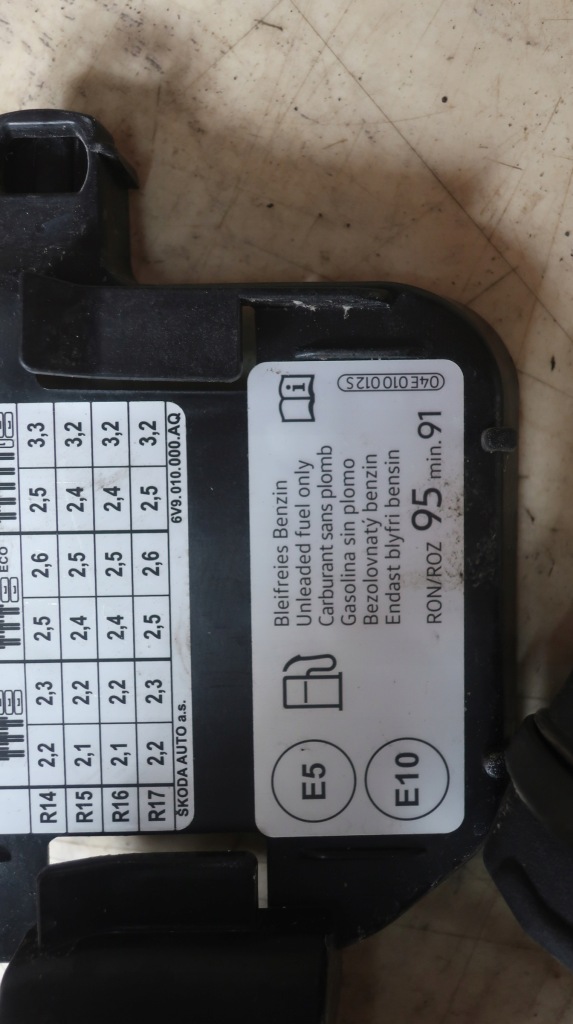 ECO
R14 2,2 2,3 2,5 2,6 2,5 3,3
R15 2,1 2,2 2,4 2,5 2,4 3,2
R16 2,1 2,2 2,4 2,5 2,4 3,2
R17 2,2 2,3 2,5 2,6 2,5 3,2
ŠKODA AUTO a.s. 6V9.010.000.AQ
E5
E10
Bleifreies Benzin
Unleaded fuel only
Carburant sans plomb
Gasolina sin plomo
Bezolovnatý benzin
Endast blyfri bensin
RON/ROZ 95 min. 91
04E010012S